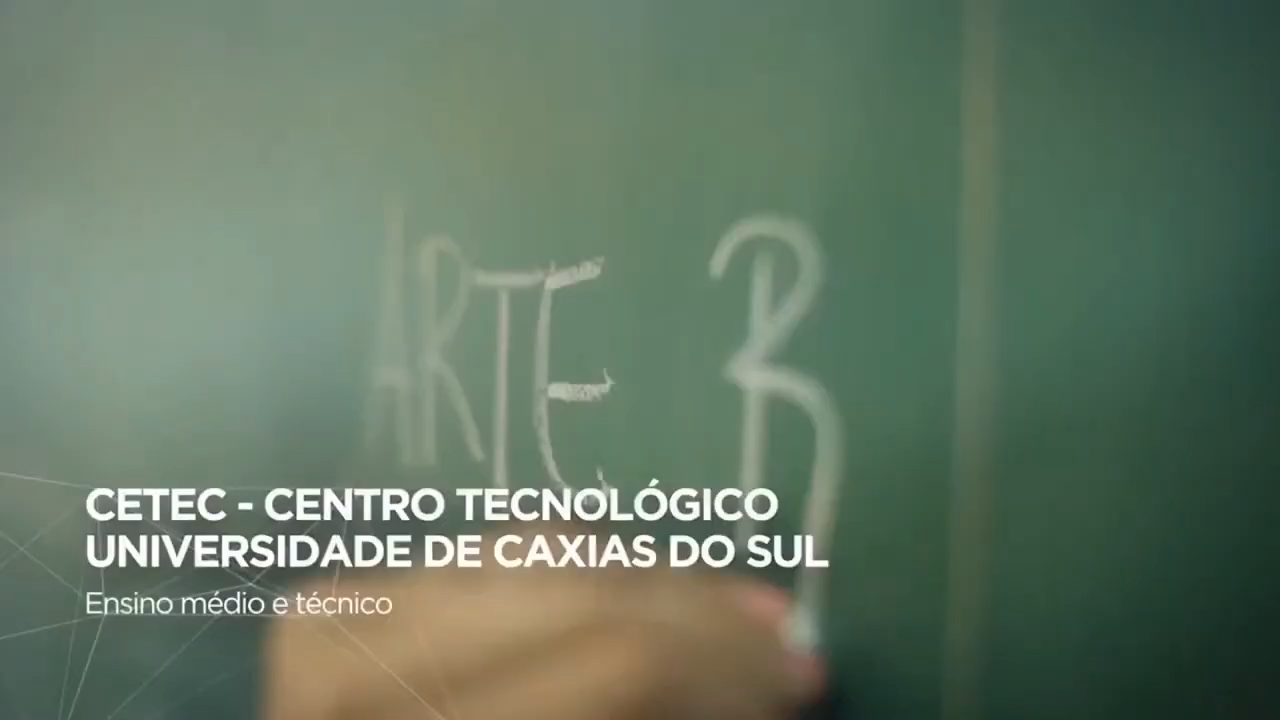 ARTE R
CETEC - CENTRO TECNOLÓGICO
UNIVERSIDADE DE CAXIAS DO SUL
Ensino médio e técnico